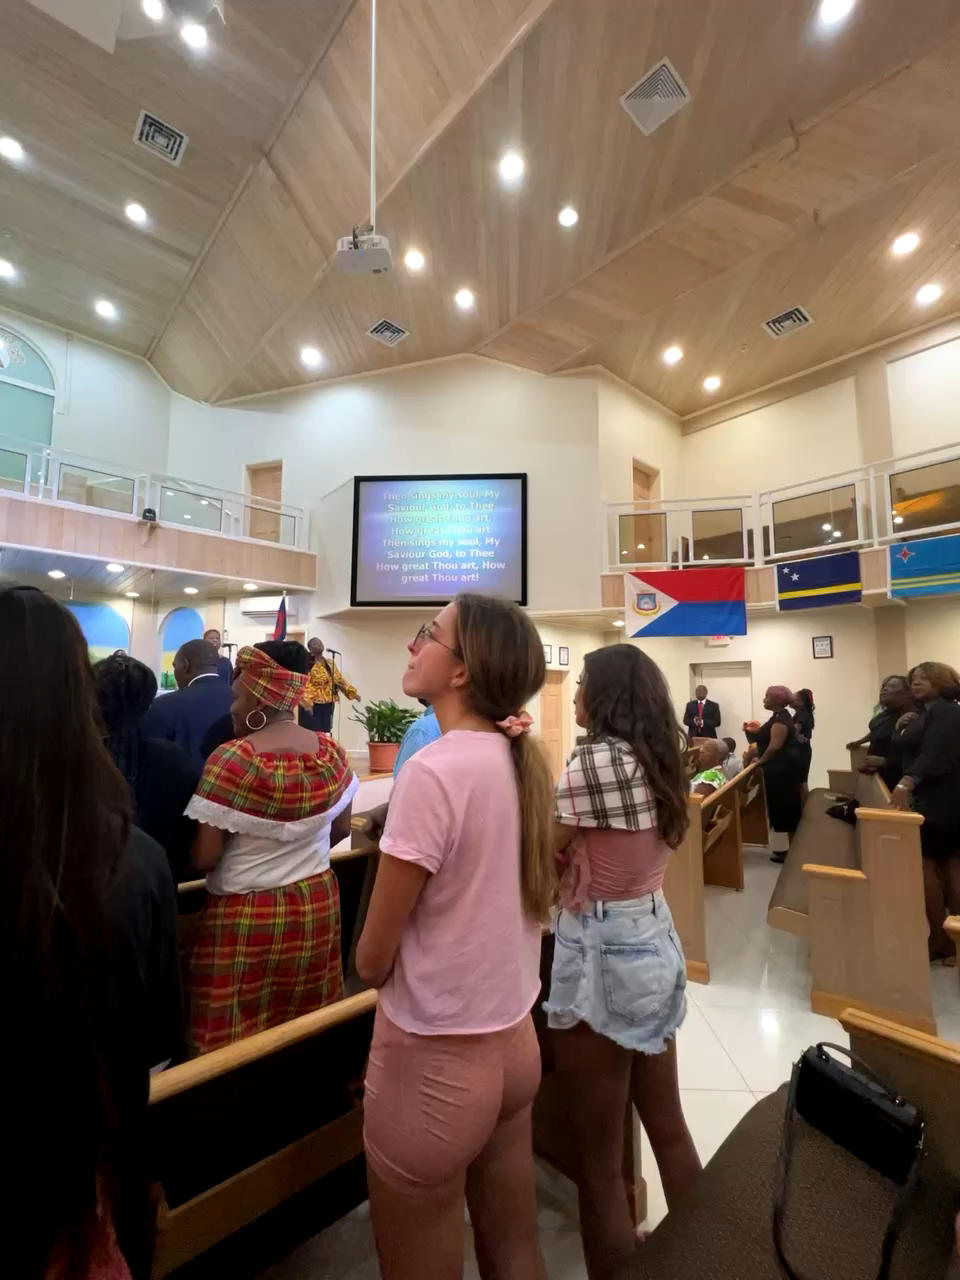 Then sings my soul, My
Saviour God, to Thee
How great Thou art,
How great Thou art
Then sings my soul, My
Saviour God, to Thee
How great Thou art, How
great Thou art!